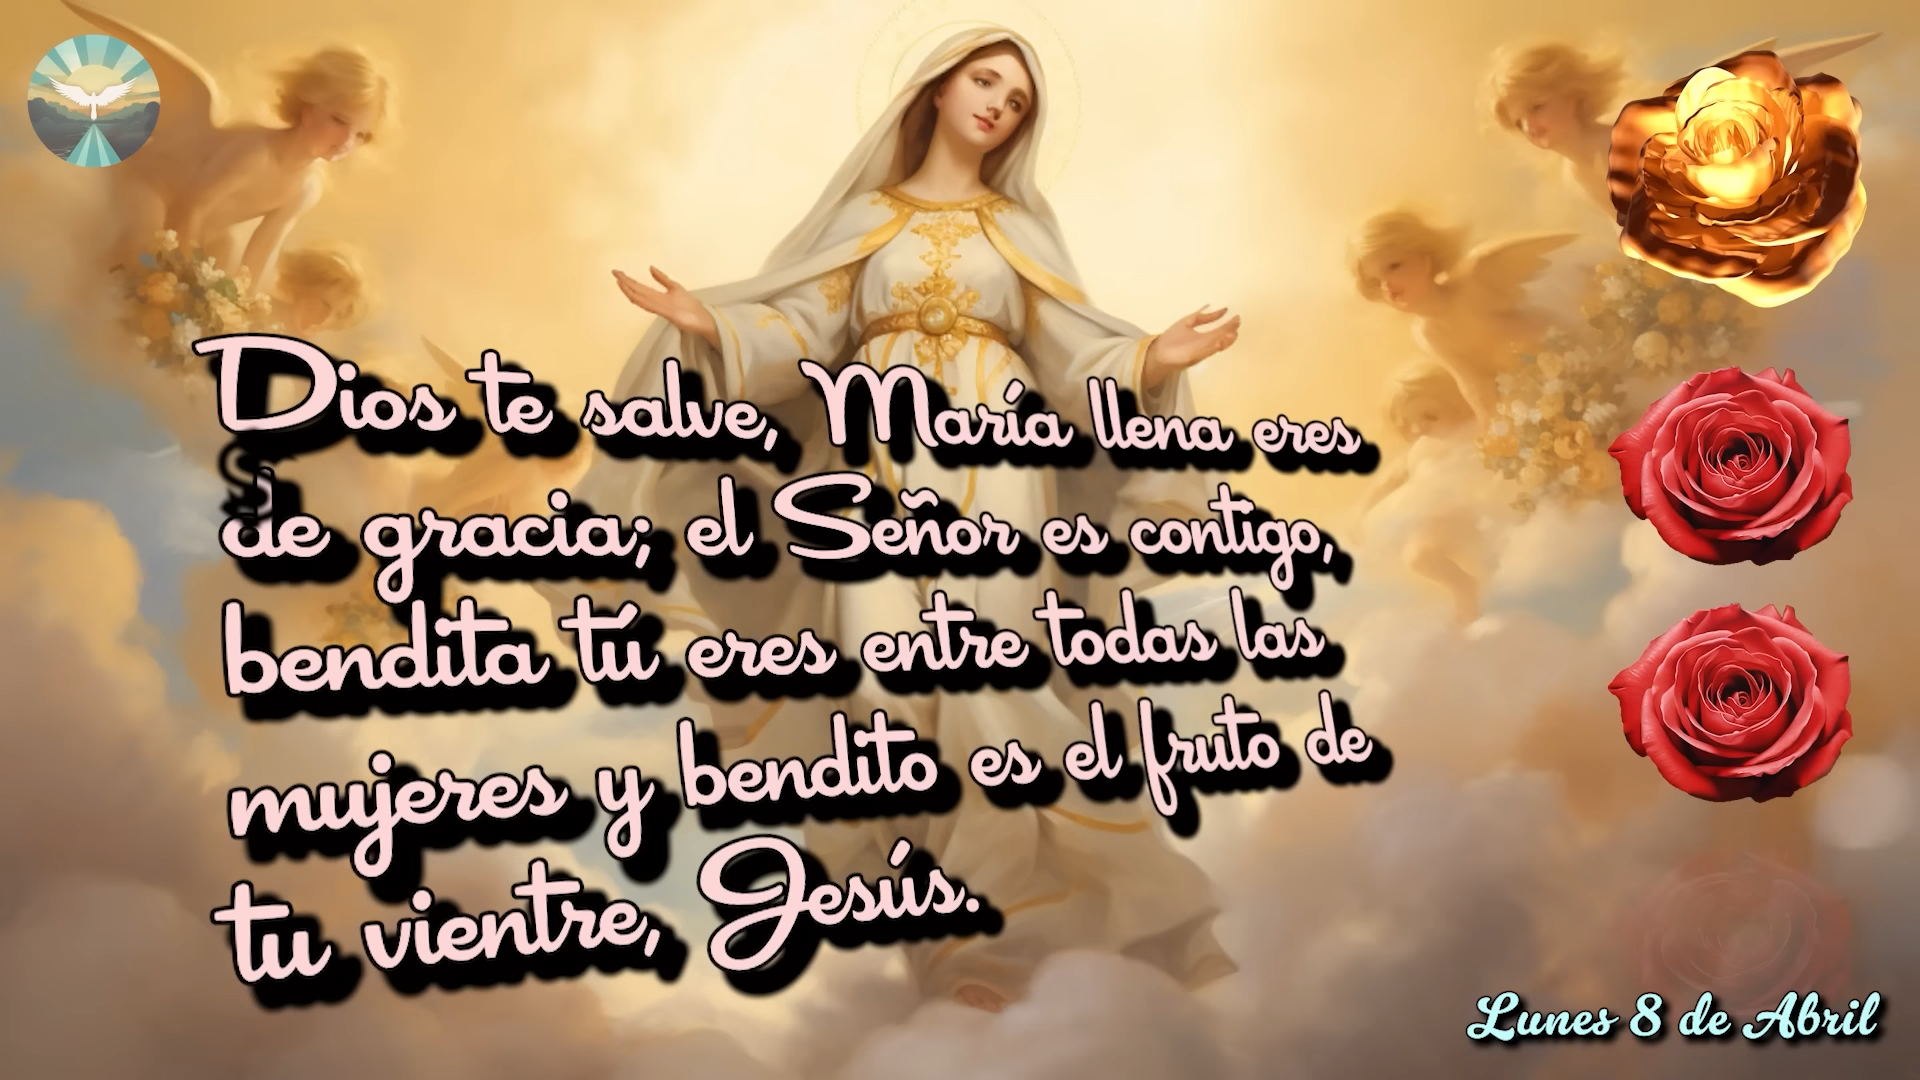 Dios te salve, María llena eres
de gracia; el Señor es contigo,
bendita tú eres entre todas las
mujeres y bendito es el fruto de
tu vientre, Jesús.
Lunes 8 de Abril